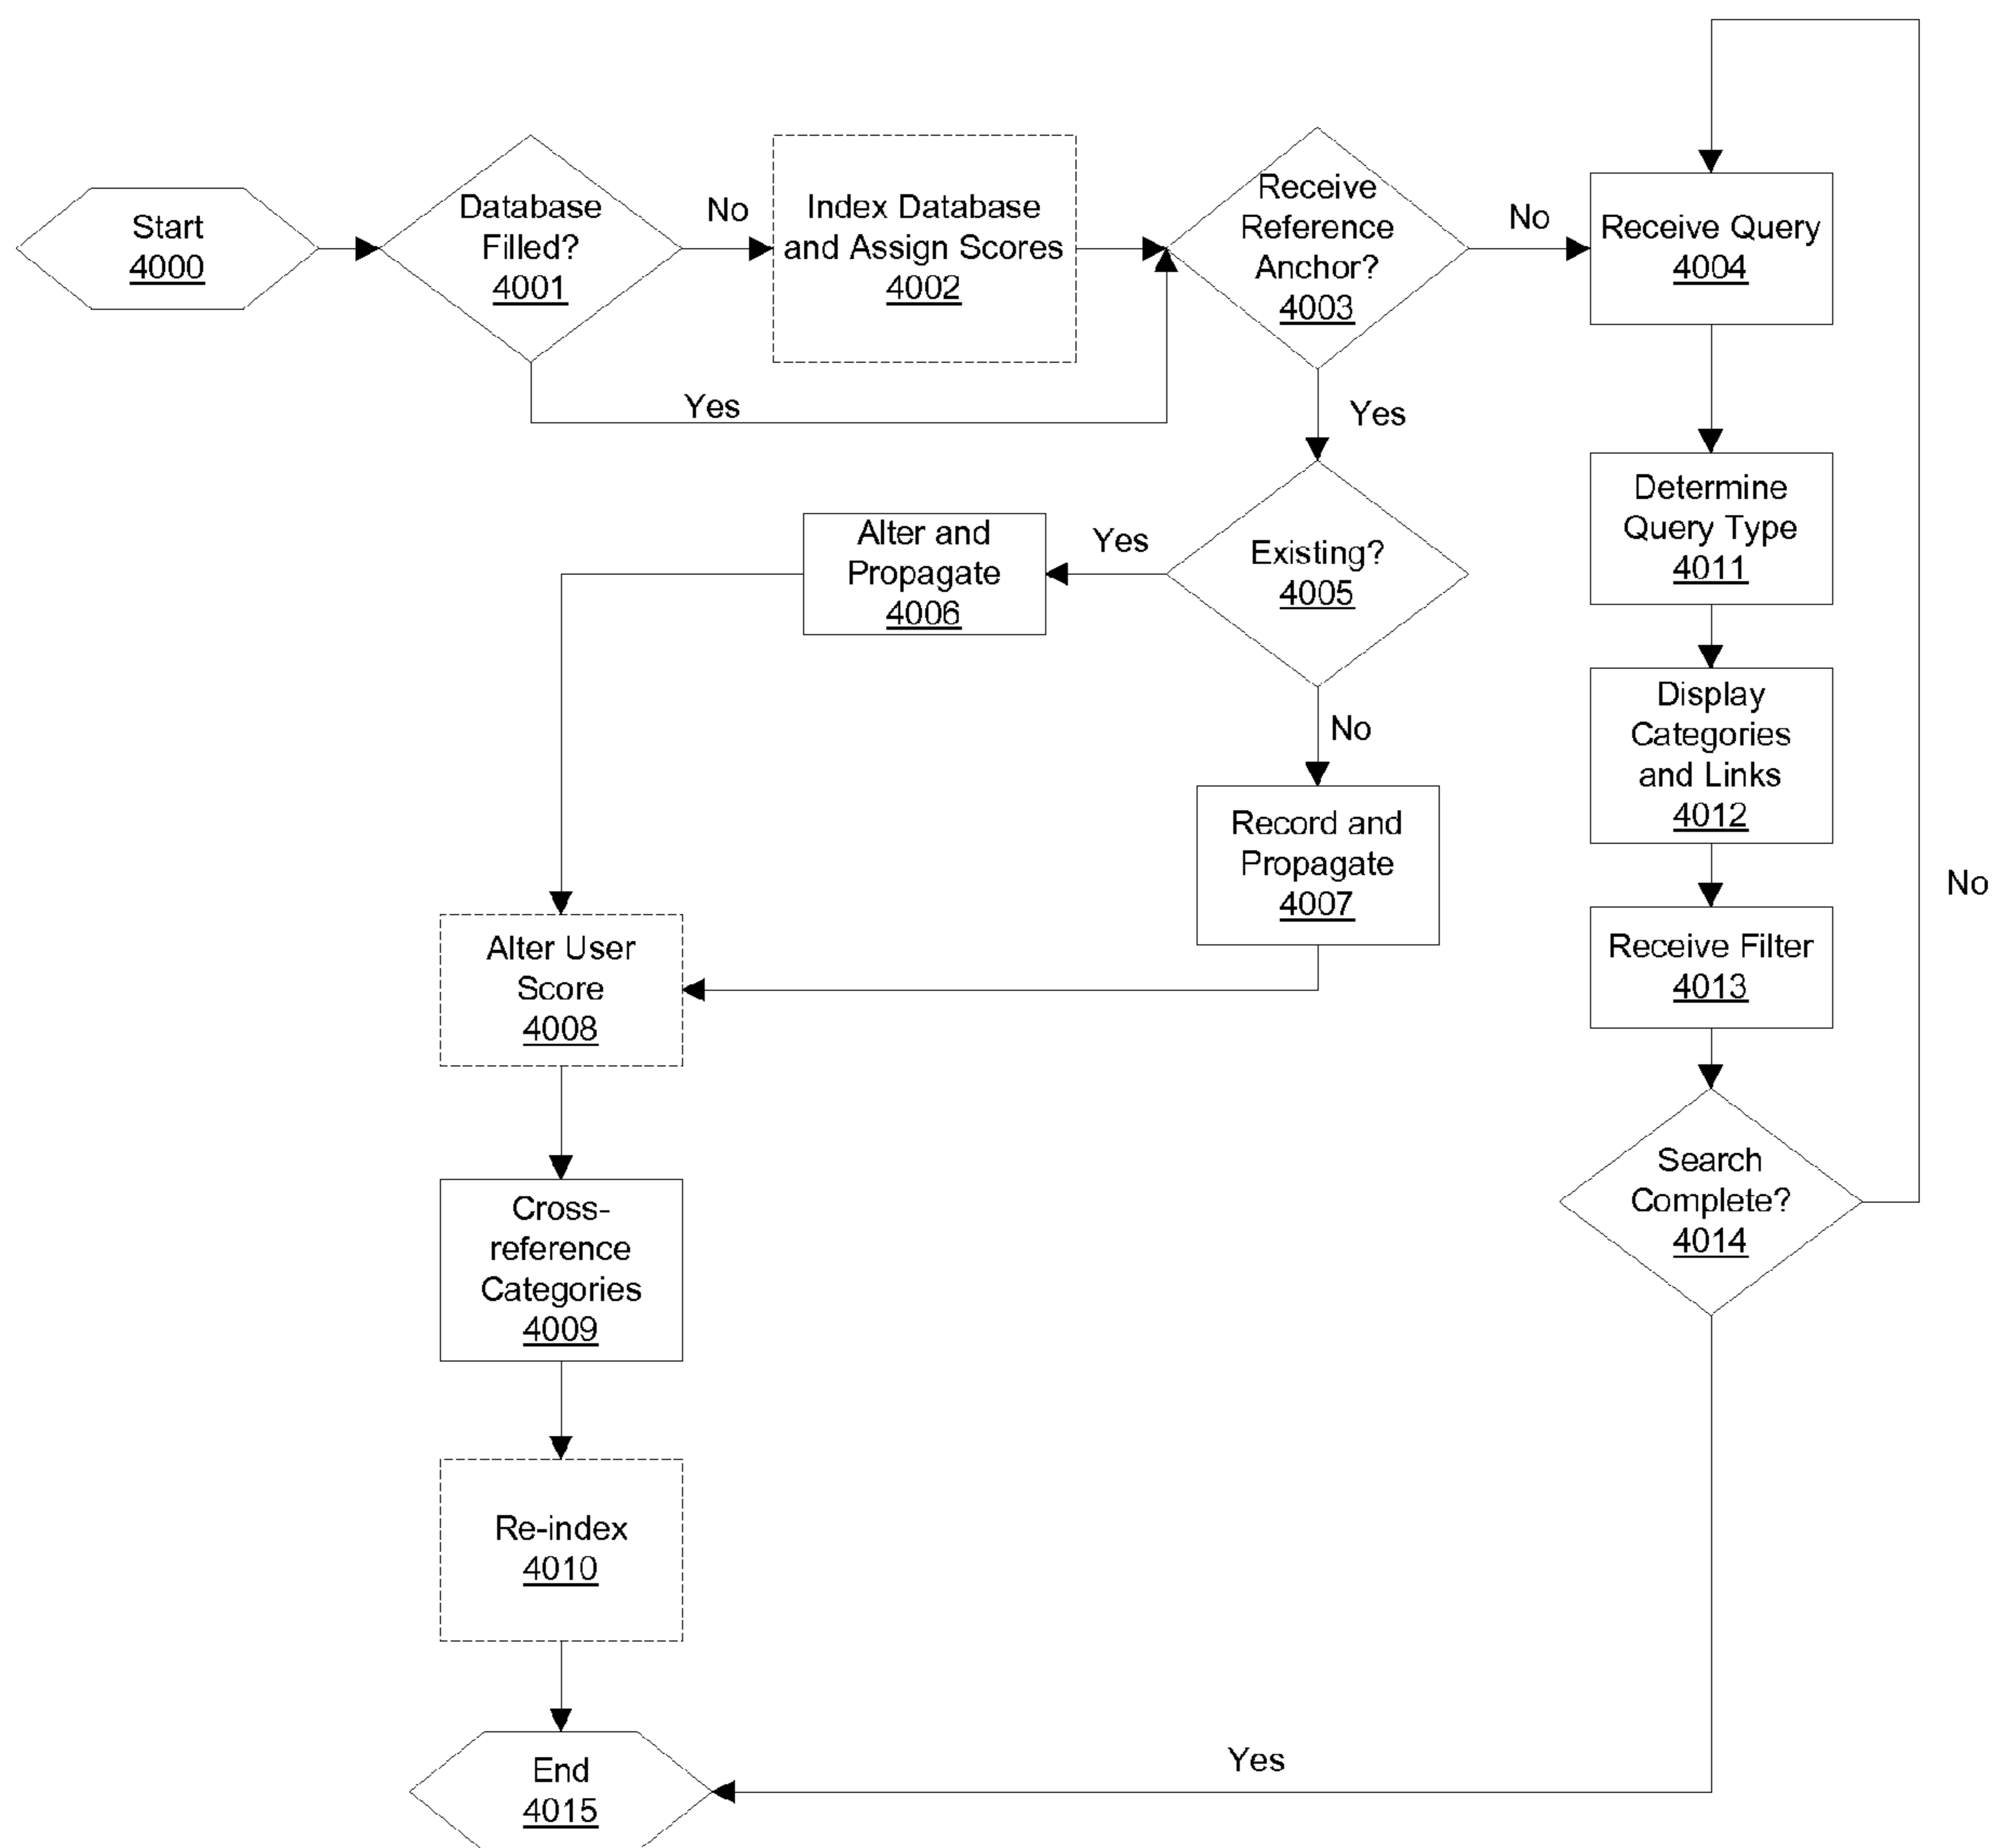 Start
4000
Database
Filled?
4001
No
Index Database
and Assign Scores
4002
Receive
Reference
Anchor?
4003
No
Receive Query
4004
Yes
Yes
Determine
Query Type
4011
Alter and
Propagate
4006
Yes
Existing?
4005
No
Display
Categories
and Links
4012
Record and
Propagate
4007
No
Alter User
Score
4008
Receive Filter
4013
Search
Complete?
4014
Cross-
reference
Categories
4009
Re-index
4010
End
4015
Yes